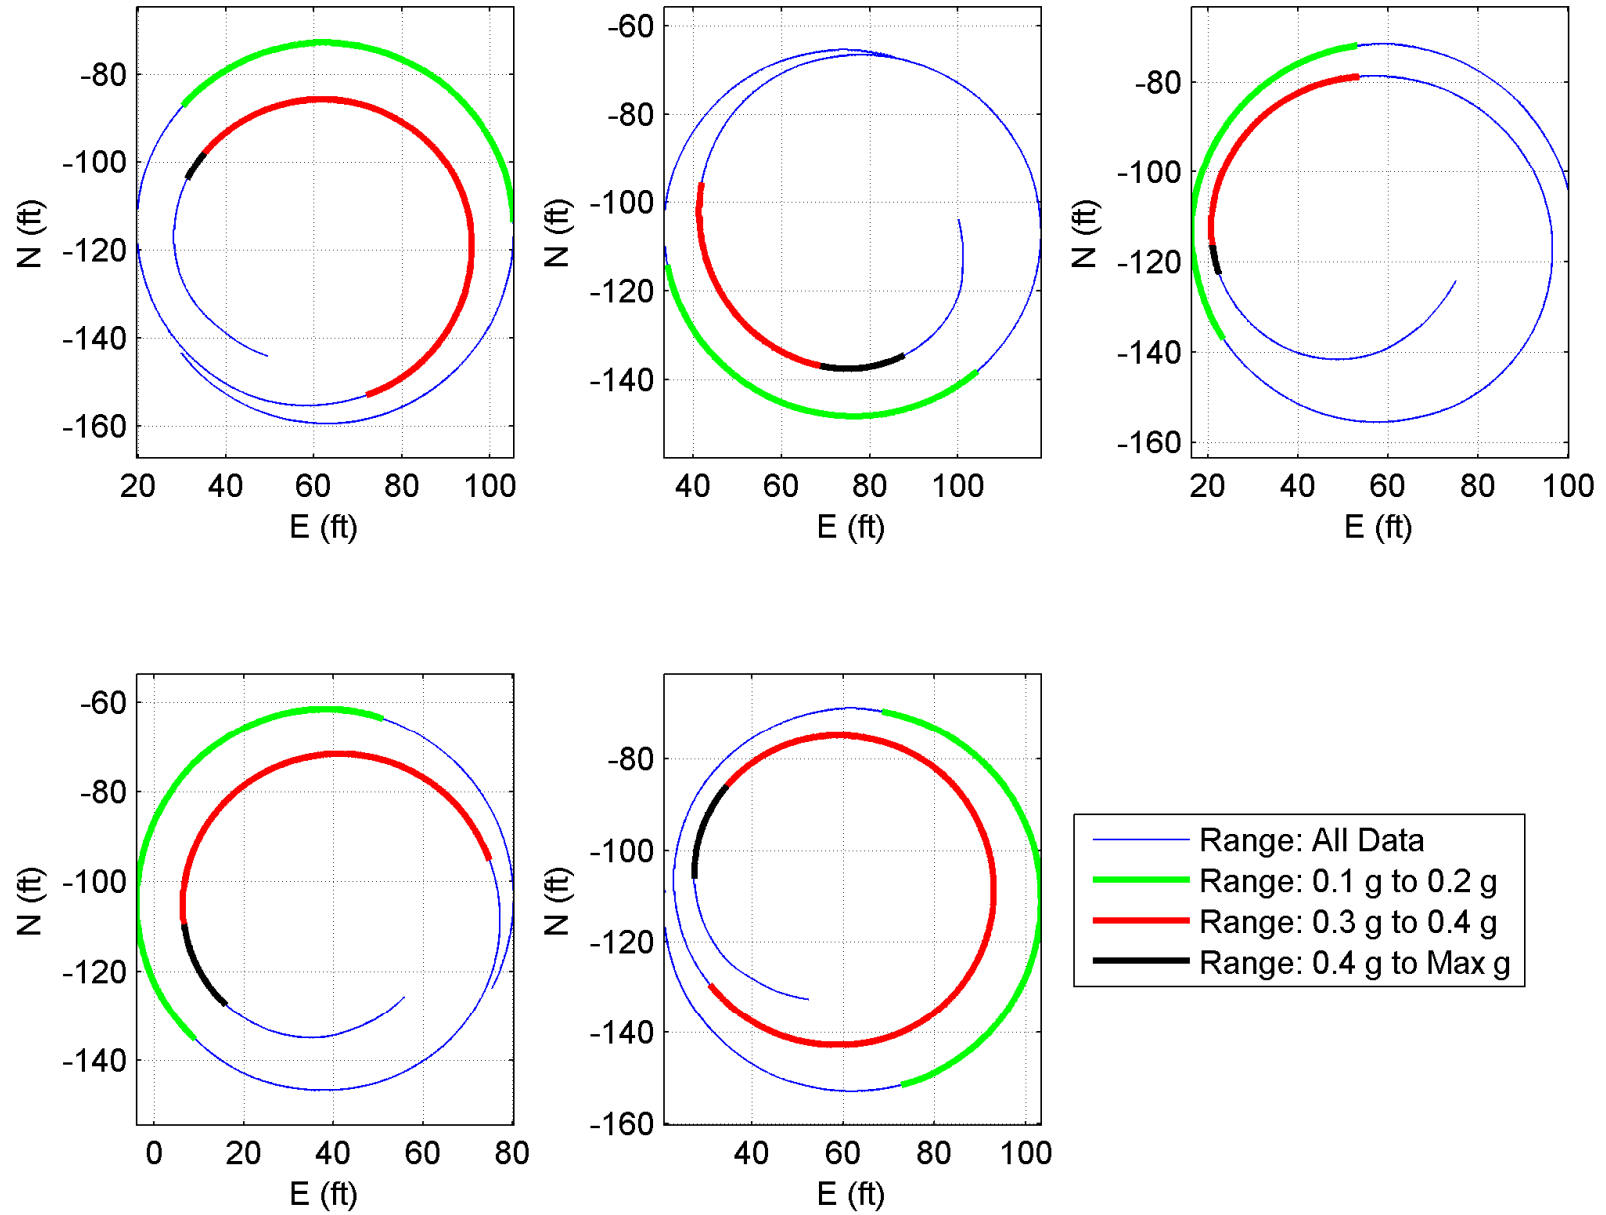 -80
-100
-120
-140
-160
N (ft)
20 40 60 80 100
E (ft)
-60
-80
-100
-120
-140
N (ft)
40 60 80 100
E (ft)
-80
-100
-120
-140
-160
N (ft)
20 40 60 80 100
E (ft)
-60
-80
-100
-120
-140
N (ft)
0 20 40 60 80
E (ft)
-80
-100
-120
-140
-160
N (ft)
40 60 80 100
E (ft)
Range: All Data
Range: 0.1 g to 0.2 g
Range: 0.3 g to 0.4 g
Range: 0.4 g to Max g